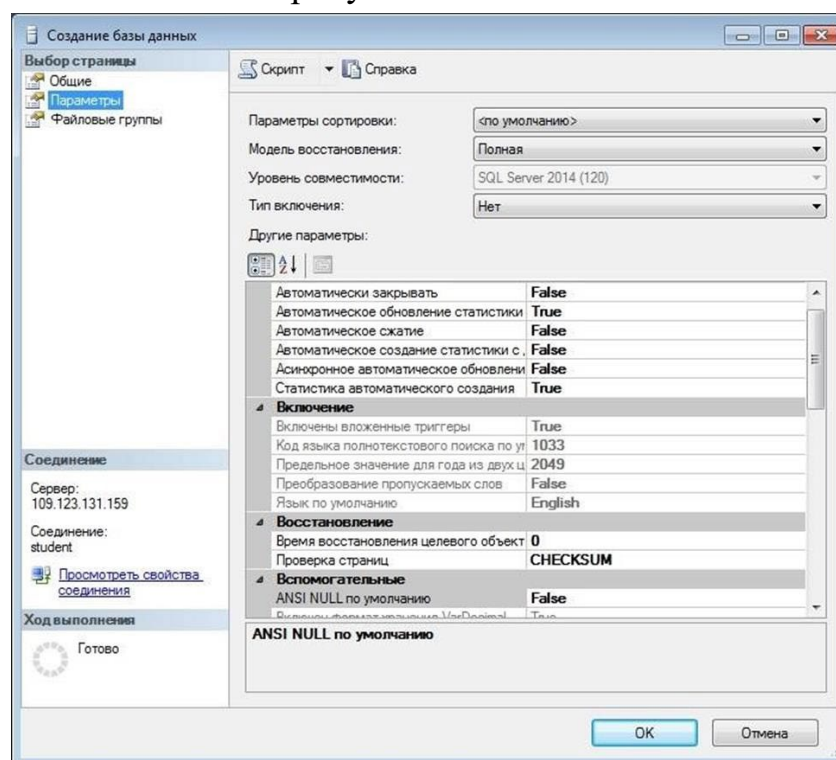 Создание базы данных
Выбор страницы
Общие
Параметры
Файловые группы
Скрипт
Справка
Параметры сортировки: <по умолчанию>
Модель восстановления: Полная
Уровень совместимости: SQL Server 2014 (120)
Тип включения: Нет
Другие параметры:
Автоматически закрывать False
Автоматическое обновление статистики True
Автоматическое сжатие False
Автоматическое создание статистики с False
Асинхронное автоматическое обновлени False
Статистика автоматического создания True
Включение
Включены вложенные триггеры True
Код языка полнотекстового поиска по 1033
Предельное значение для года из двух ц 2049
Преобразование пропускаемых слов False
Язык по умолчанию English
Восстановление
Время восстановления целевого объект 0
Проверка страниц CHECKSUM
Вспомогательные
ANSI NULL по умолчанию False
ANSI NULL по умолчанию
Соединение
Сервер:
109.123.131.159
Соединение:
student
Просмотреть свойства
соединения
Ход выполнения
Готово
OK
Отмена